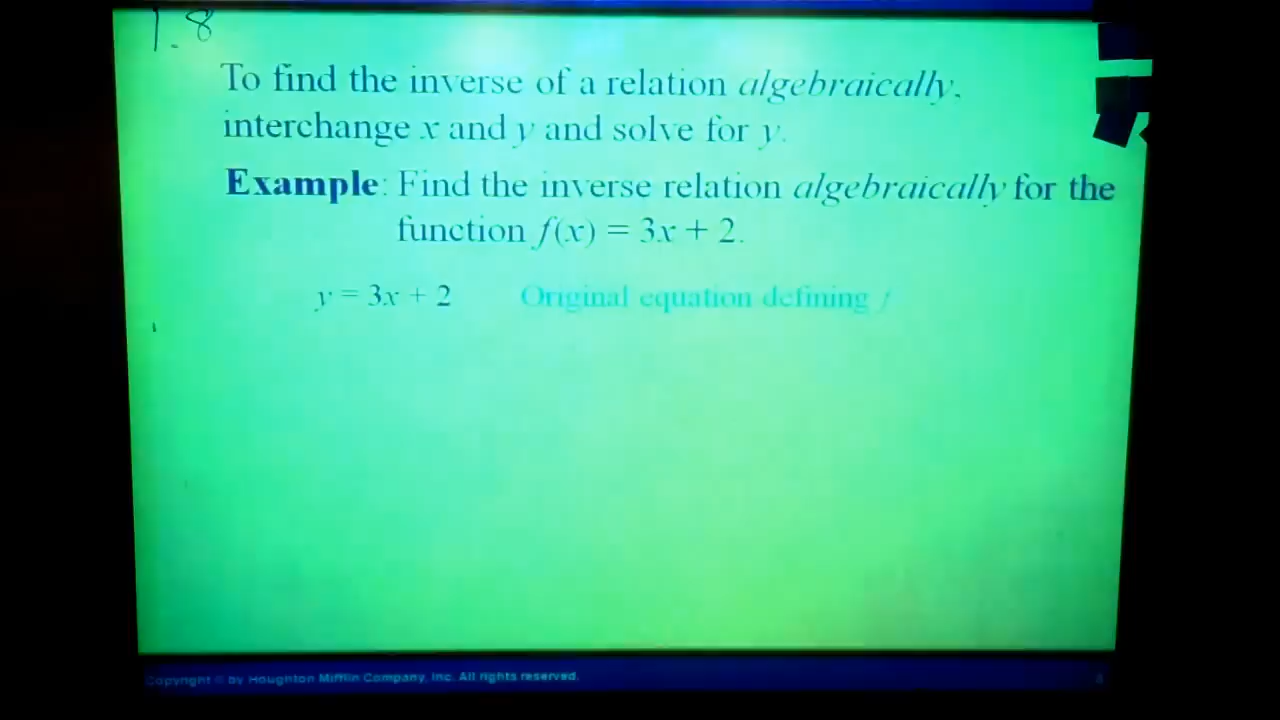 1.8
To find the inverse of a relation algebraically,
interchange x and y and solve for y.
Example: Find the inverse relation algebraically for the
function f(x) = 3x + 2.
y = 3x + 2 Original equation defining f
Copyright © by Houghton Mifflin Company, Inc. All rights reserved.